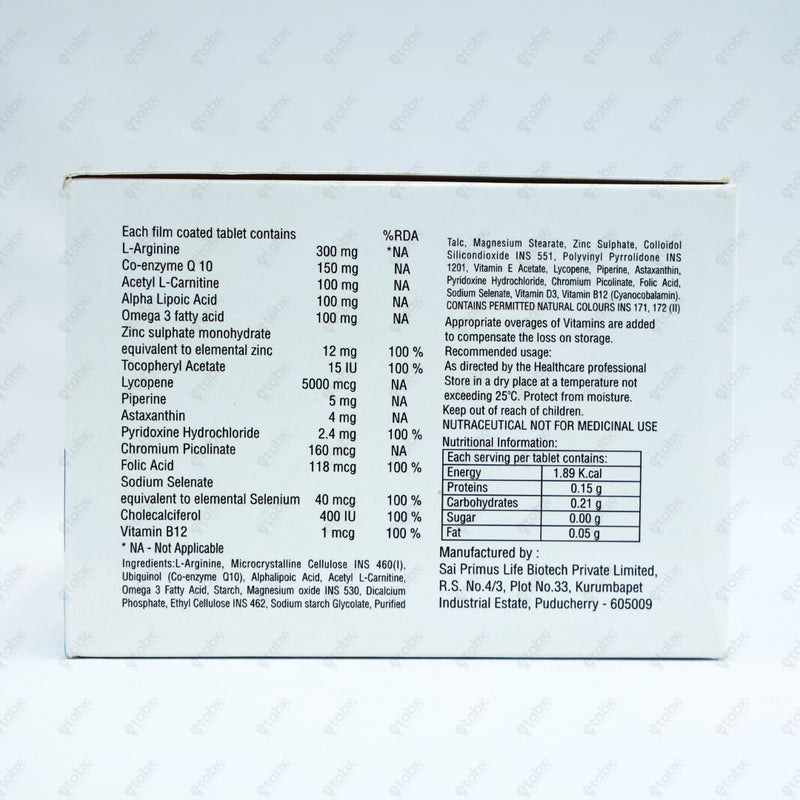 Each film coated tablet contains %RDA
L-Arginine 300 mg *NA
Co-enzyme Q 10 150 mg NA
Acetyl L-Carnitine 100 mg NA
Alpha Lipoic Acid 100 mg NA
Omega 3 fatty acid 100 mg NA
Zinc sulphate monohydrate
equivalent to elemental zinc 12 mg 100 %
Tocopheryl Acetate 15 IU 100 %
Lycopene 5000 mcg NA
Piperine 5 mg NA
Astaxanthin 4 mg NA
Pyridoxine Hydrochloride 2.4 mg 100 %
Chromium Picolinate 160 mcg NA
Folic Acid 118 mcg 100 %
Sodium Selenate
equivalent to elemental Selenium 40 mcg 100 %
Cholecalciferol 400 IU 100 %
Vitamin B12 1 mcg 100 %
* NA - Not Applicable
Ingredients:L-Arginine, Microcrystalline Cellulose INS 460(I),
Ubiquinol (Co-enzyme Q10), Alphalipoic Acid, Acetyl L-Carnitine,
Omega 3 Fatty Acid, Starch, Magnesium oxide INS 530, Dicalcium
Phosphate, Ethyl Cellulose INS 462, Sodium starch Glycolate, Purified
Talc, Magnesium Stearate, Zinc Sulphate, Colloidol
Silicondioxide INS 551, Polyvinyl Pyrrolidone INS
1201, Vitamin E Acetate, Lycopene, Piperine, Astaxanthin,
Pyridoxine Hydrochloride, Chromium Picolinate, Folic Acid,
Sodium Selenate, Vitamin D3, Vitamin B12 (Cyanocobalamin).
CONTAINS PERMITTED NATURAL COLOURS INS 171, 172 (II)
Appropriate overages of Vitamins are added
to compensate the loss on storage.
Recommended usage:
As directed by the Healthcare professional
Store in a dry place at a temperature not
exceeding 25°C. Protect from moisture.
Keep out of reach of children.
NUTRACEUTICAL NOT FOR MEDICINAL USE
Nutritional Information:
Each serving per tablet contains:
Energy 1.89 K.cal
Proteins 0.15 g
Carbohydrates 0.21 g
Sugar 0.00 g
Fat 0.05 g
Manufactured by :
Sai Primus Life Biotech Private Limited,
R.S. No.4/3, Plot No.33, Kurumbapet
Industrial Estate, Puducherry - 605009